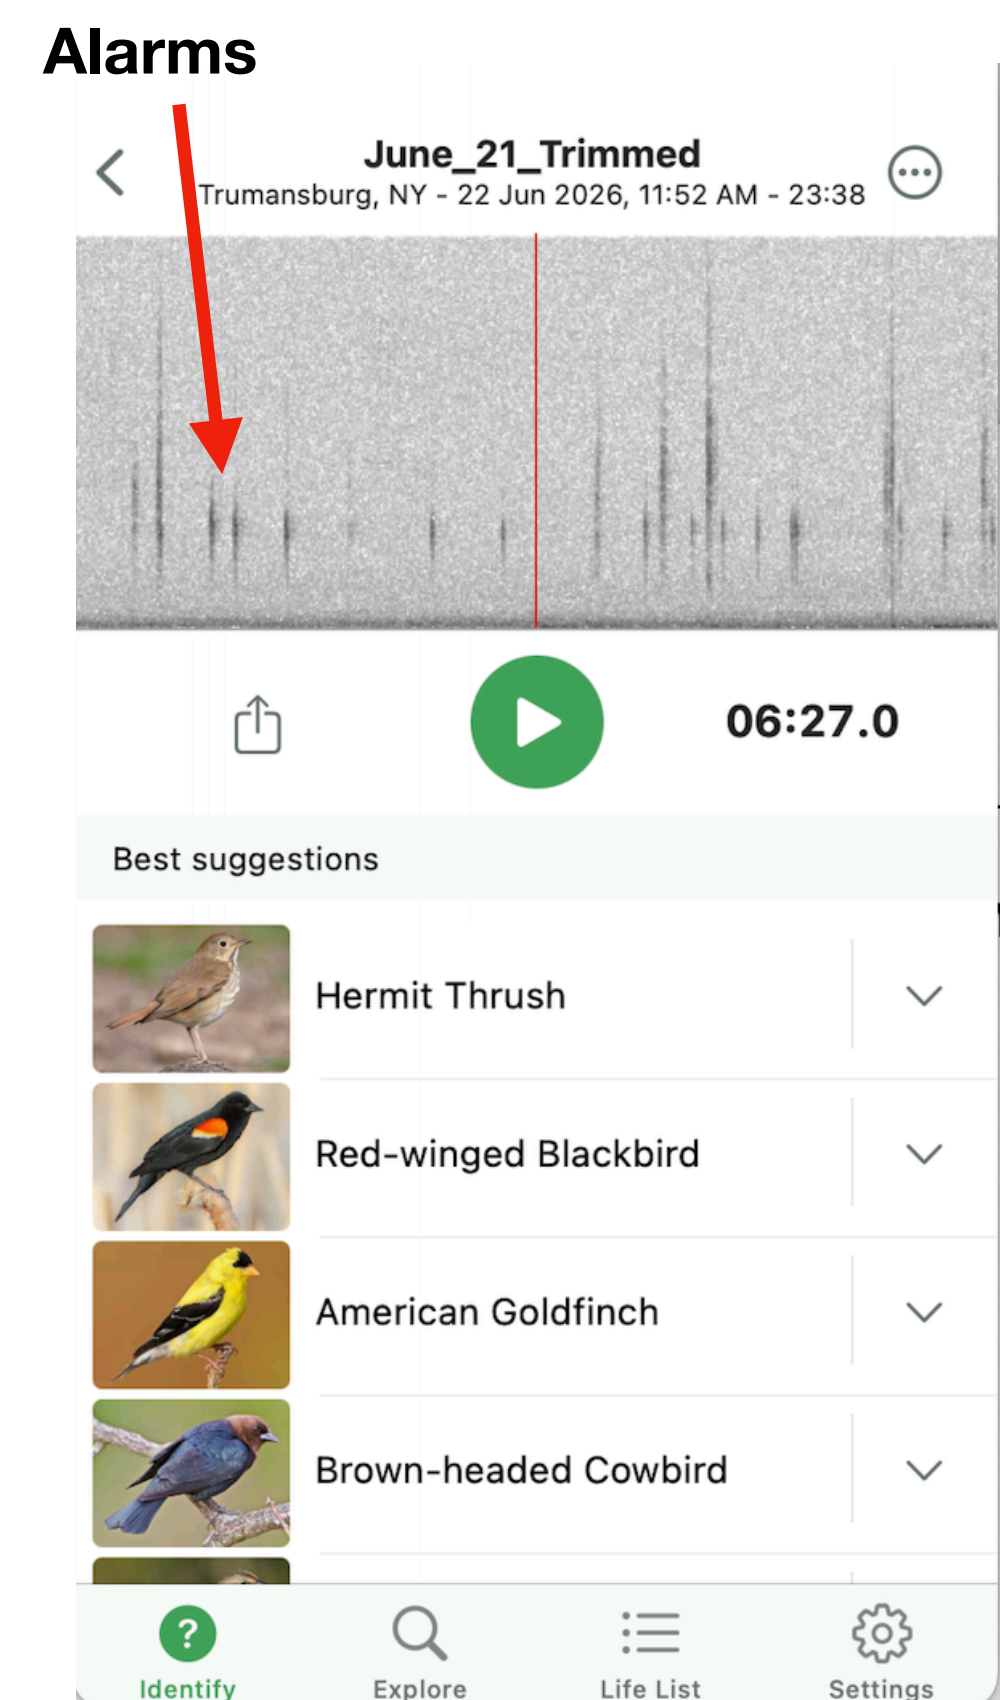 Alarms
June_21_Trimmed
Trumansburg, NY - 22 Jun 2026, 11:52 AM - 23:38
06:27.0
Best suggestions
Hermit Thrush
Red-winged Blackbird
American Goldfinch
Brown-headed Cowbird
?
Identify
Explore
Life List
Settings